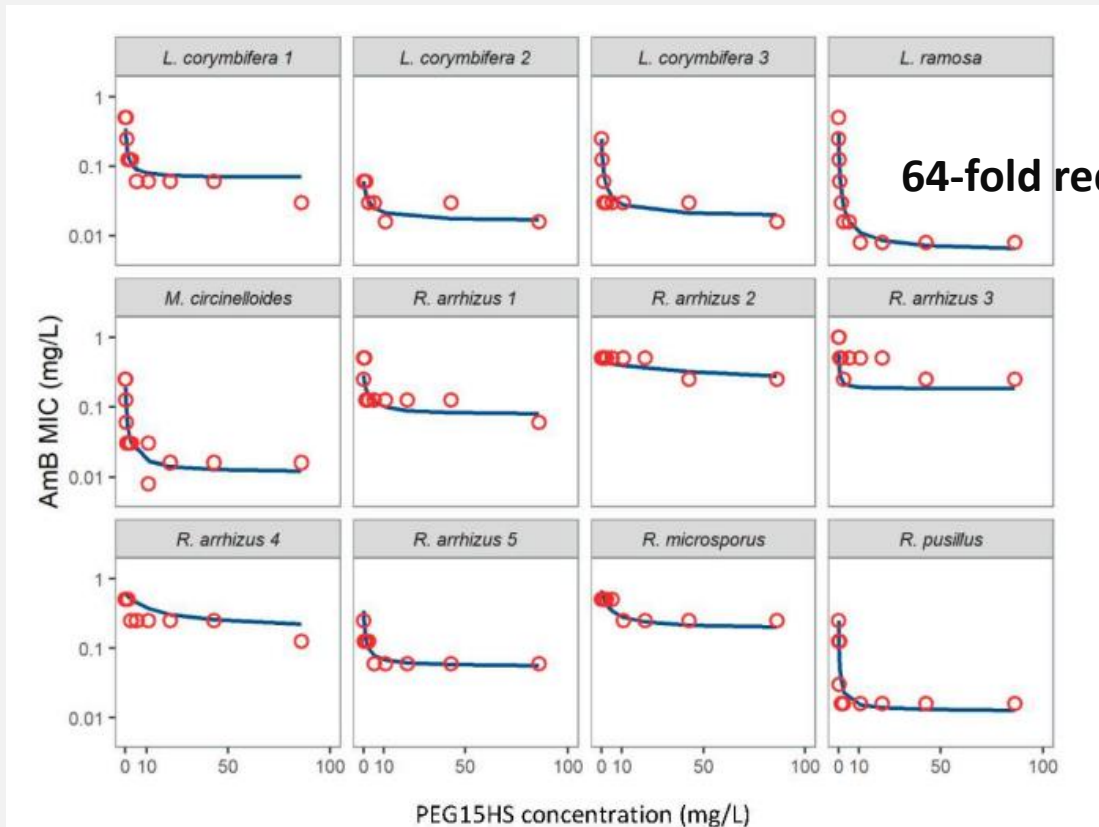 L. corymbifera 1 L. corymbifera 2 L. corymbifera 3 L. ramosa
1
0.1
0.01
64-fold rec
M. circinelloides R. arrhizus 1 R. arrhizus 2 R. arrhizus 3
1
0.1
0.01
AmB MIC (mg/L)
R. arrhizus 4 R. arrhizus 5 R. microsporus R. pusillus
1
0.1
0.01
0 10 50 100 0 10 50 100 0 10 50 100 0 10 50 100
PEG15HS concentration (mg/L)